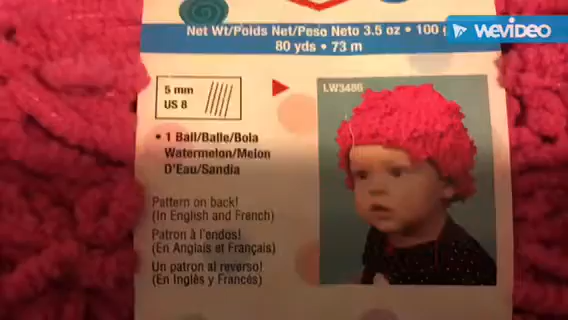 WEVIDEO
Net Wt/Poids Net/Peso Neto 3.5 oz • 100
80 yds • 73 m
5 mm
US 8
LW3486
• 1 Ball/Balle/Bola
Watermelon/Melon
D'Eau/Sandia
Pattern on back!
(In English and French)
Patron à l'endos!
(En Anglais et Français)
Un patron al reverso!
(En Inglès y Francés)